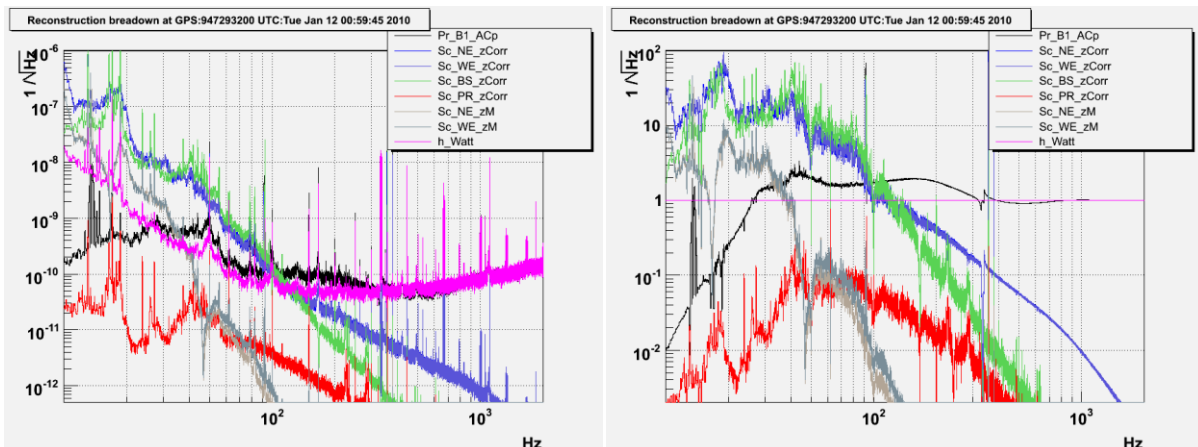 Reconstruction breadown at GPS:947293200 UTC:Tue Jan 12 00:59:45 2010
Pr_B1_ACp
Sc_NE_zCorr
Sc_WE_zCorr
Sc_BS_zCorr
Sc_PR_zCorr
Sc_NE_zM
Sc_WE_zM
h_Watt
1 /√Hz
10-6
10-7
10-8
10-9
10-10
10-11
10-12
102
103
Hz
Reconstruction breadown at GPS:947293200 UTC:Tue Jan 12 00:59:45 2010
Pr_B1_ACp
Sc_NE_zCorr
Sc_WE_zCorr
Sc_BS_zCorr
Sc_PR_zCorr
Sc_NE_zM
Sc_WE_zM
h_Watt
1 /√Hz
102
10
1
10-1
10-2
102
103
Hz